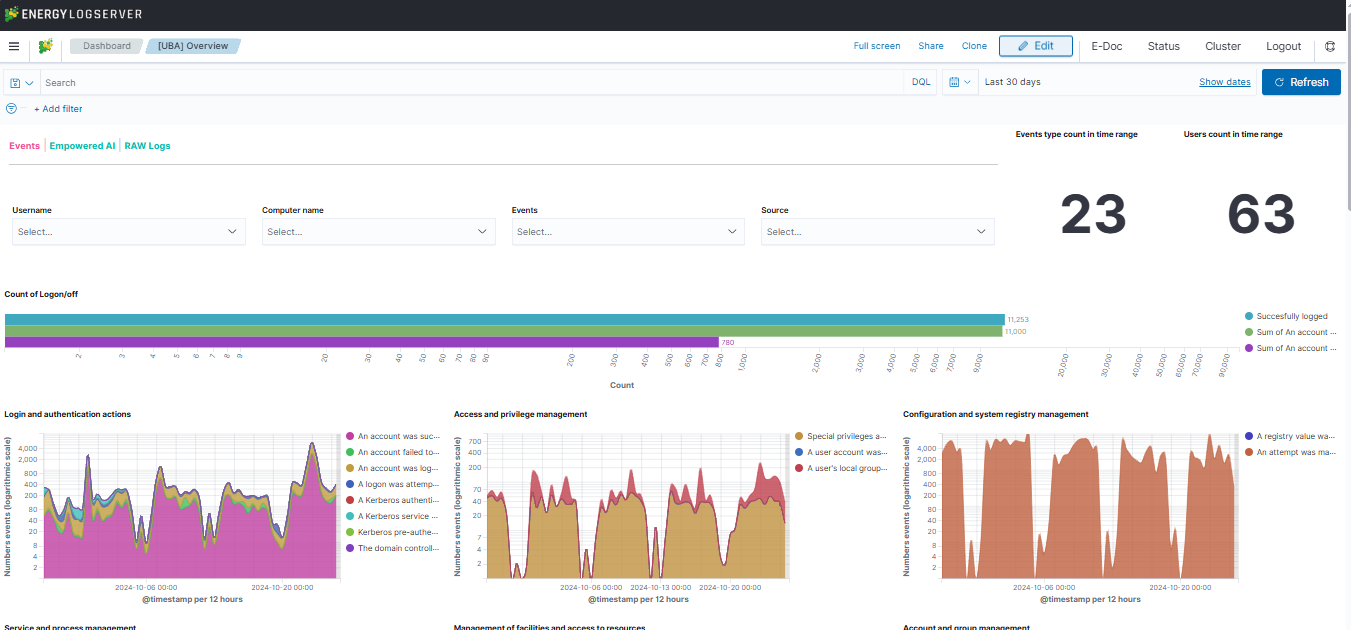 ENERGY LOGSERVER
Dashboard [UBA] Overview Full screen Share Clone Edit E-Doc Status Cluster Logout
Search DQL Last 30 days Show dates Refresh
+ Add filter
Events | Empowered AI | RAW Logs
Events type count in time range Users count in time range
23 63
Username Computer name Events Source
Select... Select... Select... Select...
Count of Logon/off
11,253
11,000
780
Succesfully logged
Sum of An account ...
Sum of An account ...
2 3 4 5 6 7 8 9 20 30 40 50 60 70 80 90 200 300 400 500 600 700 800 1,000 2,000 3,000 4,000 5,000 6,000 7,000 9,000 20,000 30,000 40,000 50,000 60,000 70,000 90,000
Count
Login and authentication actions
Numbers events (logarithmic scale)
4,000
2,000
800
400
200
80
40
20
8
4
2
2024-10-06 00:00 2024-10-20 00:00
@timestamp per 12 hours
An account was suc...
An account failed to...
An account was log...
A logon was attemp...
A Kerberos authenti...
A Kerberos service ...
Kerberos pre-authe...
The domain controll...
Access and privilege management
Numbers events (logarithmic scale)
700
400
200
70
40
20
7
4
2
2024-10-06 00:00 2024-10-13 00:00 2024-10-20 00:00
@timestamp per 12 hours
Special privileges a...
A user account was...
A user's local group...
Configuration and system registry management
Numbers events (logarithmic scale)
4,000
2,000
800
400
200
80
40
20
8
4
2
2024-10-06 00:00 2024-10-20 00:00
@timestamp per 12 hours
A registry value wa...
An attempt was ma...
Service and process management Management of facilities and access to resources Account and group management